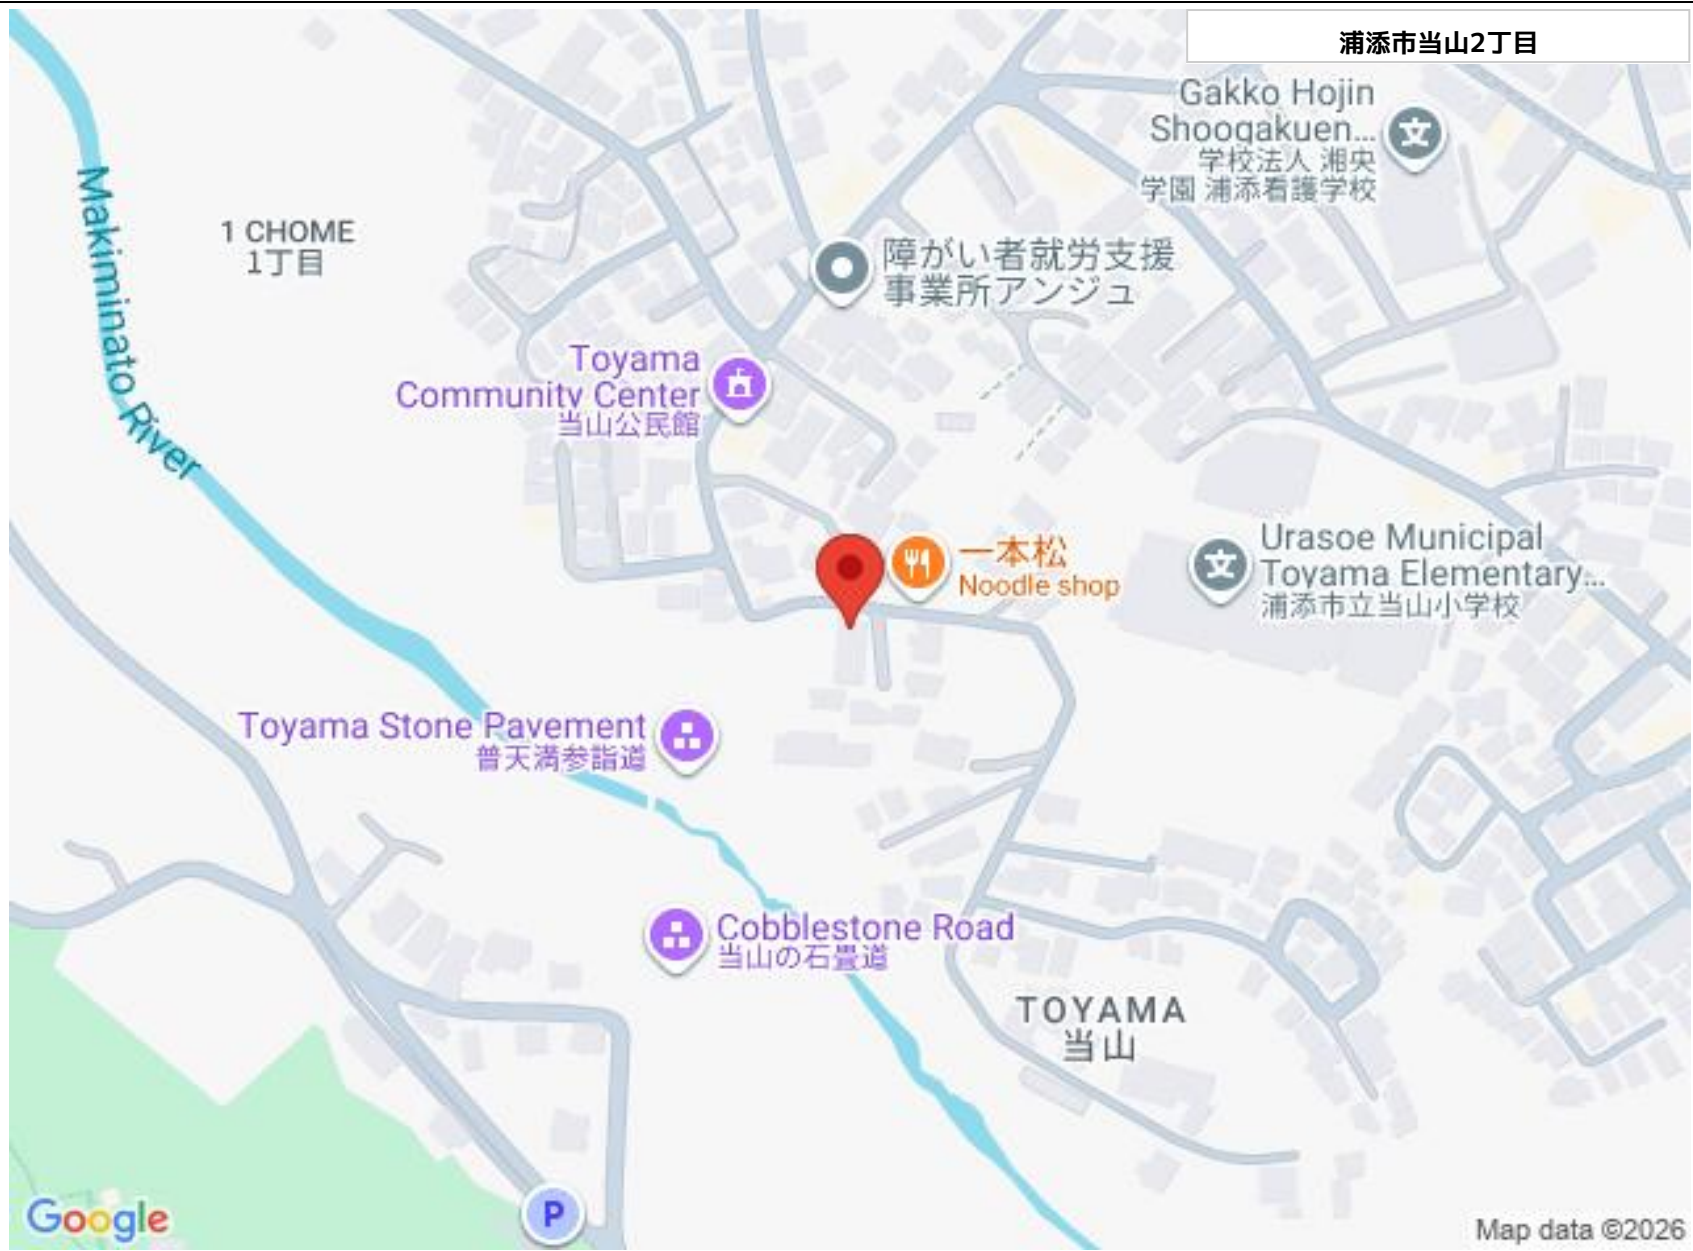 浦添市当山2丁目
Gakko Hojin
Shoogakuen...
学校法人 湘央
学園 浦添看護学校
Makiminato River
1 CHOME
1丁目
障がい者就労支援
事業所アンジュ
Toyama
Community Center
当山公民館
一本松
Noodle shop
Urasoe Municipal
Toyama Elementary...
浦添市立当山小学校
Toyama Stone Pavement
普天満参詣道
Cobblestone Road
当山の石畳道
TOYAMA
当山
P
Google
Map data ©2026